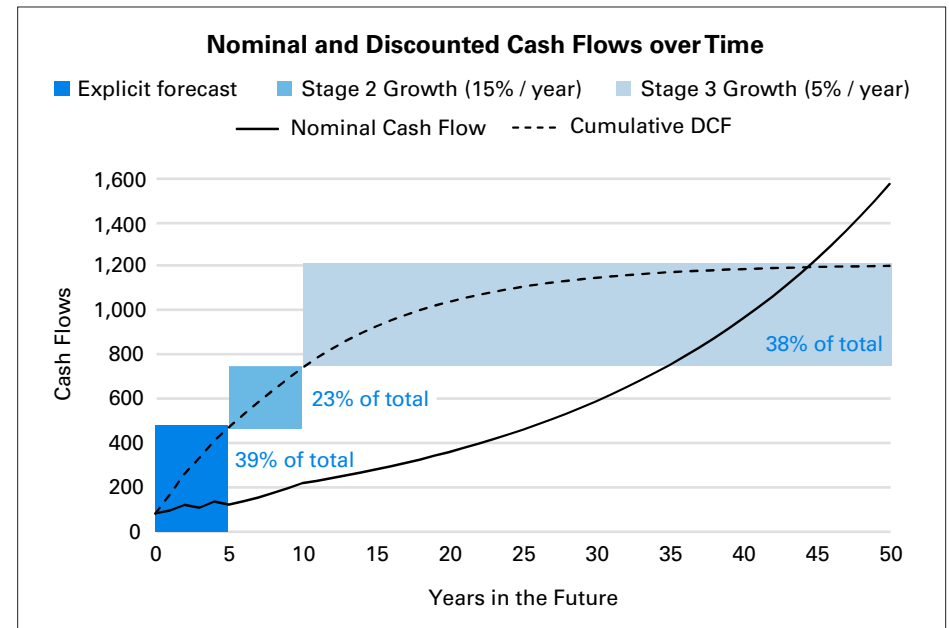 Nominal and Discounted Cash Flows over Time
Explicit forecast Stage 2 Growth (15% / year) Stage 3 Growth (5% / year)
Nominal Cash Flow Cumulative DCF
Cash Flows
1,600
1,400
1,200
1,000
800
600
400
200
0
38% of total
23% of total
39% of total
0 5 10 15 20 25 30 35 40 45 50
Years in the Future